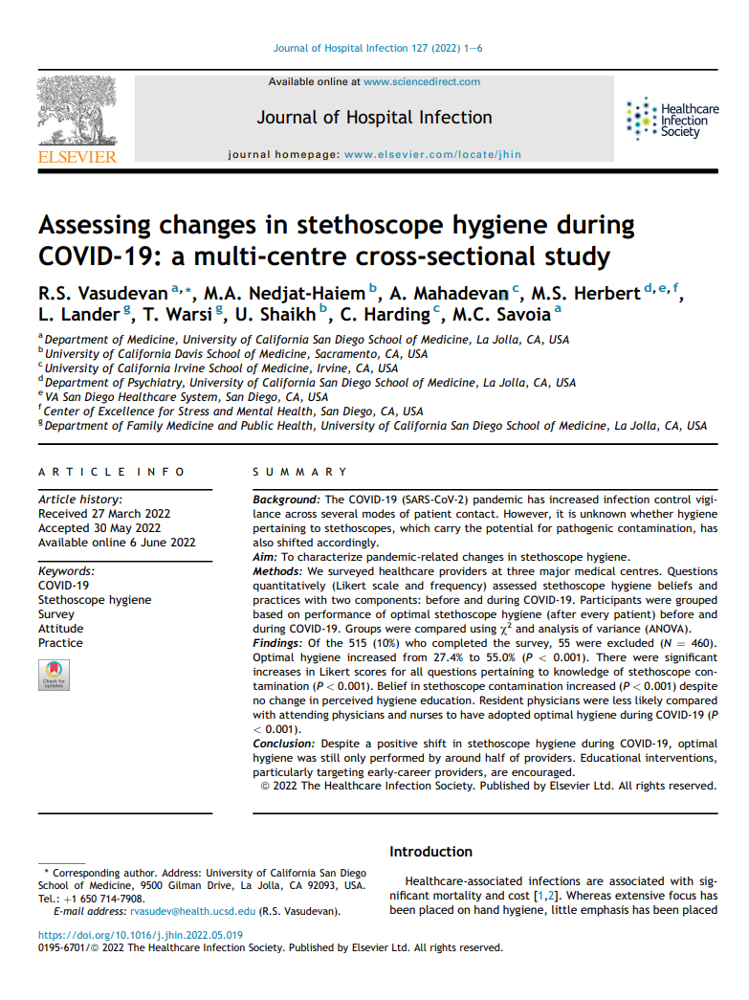 Journal of Hospital Infection 127 (2022) 1–6
Available online at www.sciencedirect.com
Journal of Hospital Infection
journal homepage: www.elsevier.com/locate/jhin
ELSEVIER
Healthcare
Infection
Society
Assessing changes in stethoscope hygiene during
COVID-19: a multi-centre cross-sectional study
R.S. Vasudevan a,*, M.A. Nedjat-Haiem b, A. Mahadevan c, M.S. Herbert d,e,f,
L. Lander g, T. Warsi g, U. Shaikh b, C. Harding c, M.C. Savoia a
a Department of Medicine, University of California San Diego School of Medicine, La Jolla, CA, USA
b University of California Davis School of Medicine, Sacramento, CA, USA
c University of California Irvine School of Medicine, Irvine, CA, USA
d Department of Psychiatry, University of California San Diego School of Medicine, La Jolla, CA, USA
e VA San Diego Healthcare System, San Diego, CA, USA
f Center of Excellence for Stress and Mental Health, San Diego, CA, USA
g Department of Family Medicine and Public Health, University of California San Diego School of Medicine, La Jolla, CA, USA
ARTICLE INFO
Article history:
Received 27 March 2022
Accepted 30 May 2022
Available online 6 June 2022
Keywords:
COVID-19
Stethoscope hygiene
Survey
Attitude
Practice
Check for
updates
SUMMARY
Background: The COVID-19 (SARS-CoV-2) pandemic has increased infection control vigi-
lance across several modes of patient contact. However, it is unknown whether hygiene
pertaining to stethoscopes, which carry the potential for pathogenic contamination, has
also shifted accordingly.
Aim: To characterize pandemic-related changes in stethoscope hygiene.
Methods: We surveyed healthcare providers at three major medical centres. Questions
quantitatively (Likert scale and frequency) assessed stethoscope hygiene beliefs and
practices with two components: before and during COVID-19. Participants were grouped
based on performance of optimal stethoscope hygiene (after every patient) before and
during COVID-19. Groups were compared using χ2 and analysis of variance (ANOVA).
Findings: Of the 515 (10%) who completed the survey, 55 were excluded (N = 460).
Optimal hygiene increased from 27.4% to 55.0% (P < 0.001). There were significant
increases in Likert scores for all questions pertaining to knowledge of stethoscope con-
tamination (P < 0.001). Belief in stethoscope contamination increased (P < 0.001) despite
no change in perceived hygiene education. Resident physicians were less likely compared
with attending physicians and nurses to have adopted optimal hygiene during COVID-19 (P
< 0.001).
Conclusion: Despite a positive shift in stethoscope hygiene during COVID-19, optimal
hygiene was still only performed by around half of providers. Educational interventions,
particularly targeting early-career providers, are encouraged.
© 2022 The Healthcare Infection Society. Published by Elsevier Ltd. All rights reserved.
* Corresponding author. Address: University of California San Diego
School of Medicine, 9500 Gilman Drive, La Jolla, CA 92093, USA.
Tel.: +1 650 714-7908.
E-mail address: rvasudev@health.ucsd.edu (R.S. Vasudevan).
Introduction
Healthcare-associated infections are associated with sig-
nificant mortality and cost [1,2]. Whereas extensive focus has
been placed on hand hygiene, little emphasis has been placed
https://doi.org/10.1016/j.jhin.2022.05.019
0195-6701/© 2022 The Healthcare Infection Society. Published by Elsevier Ltd. All rights reserved.